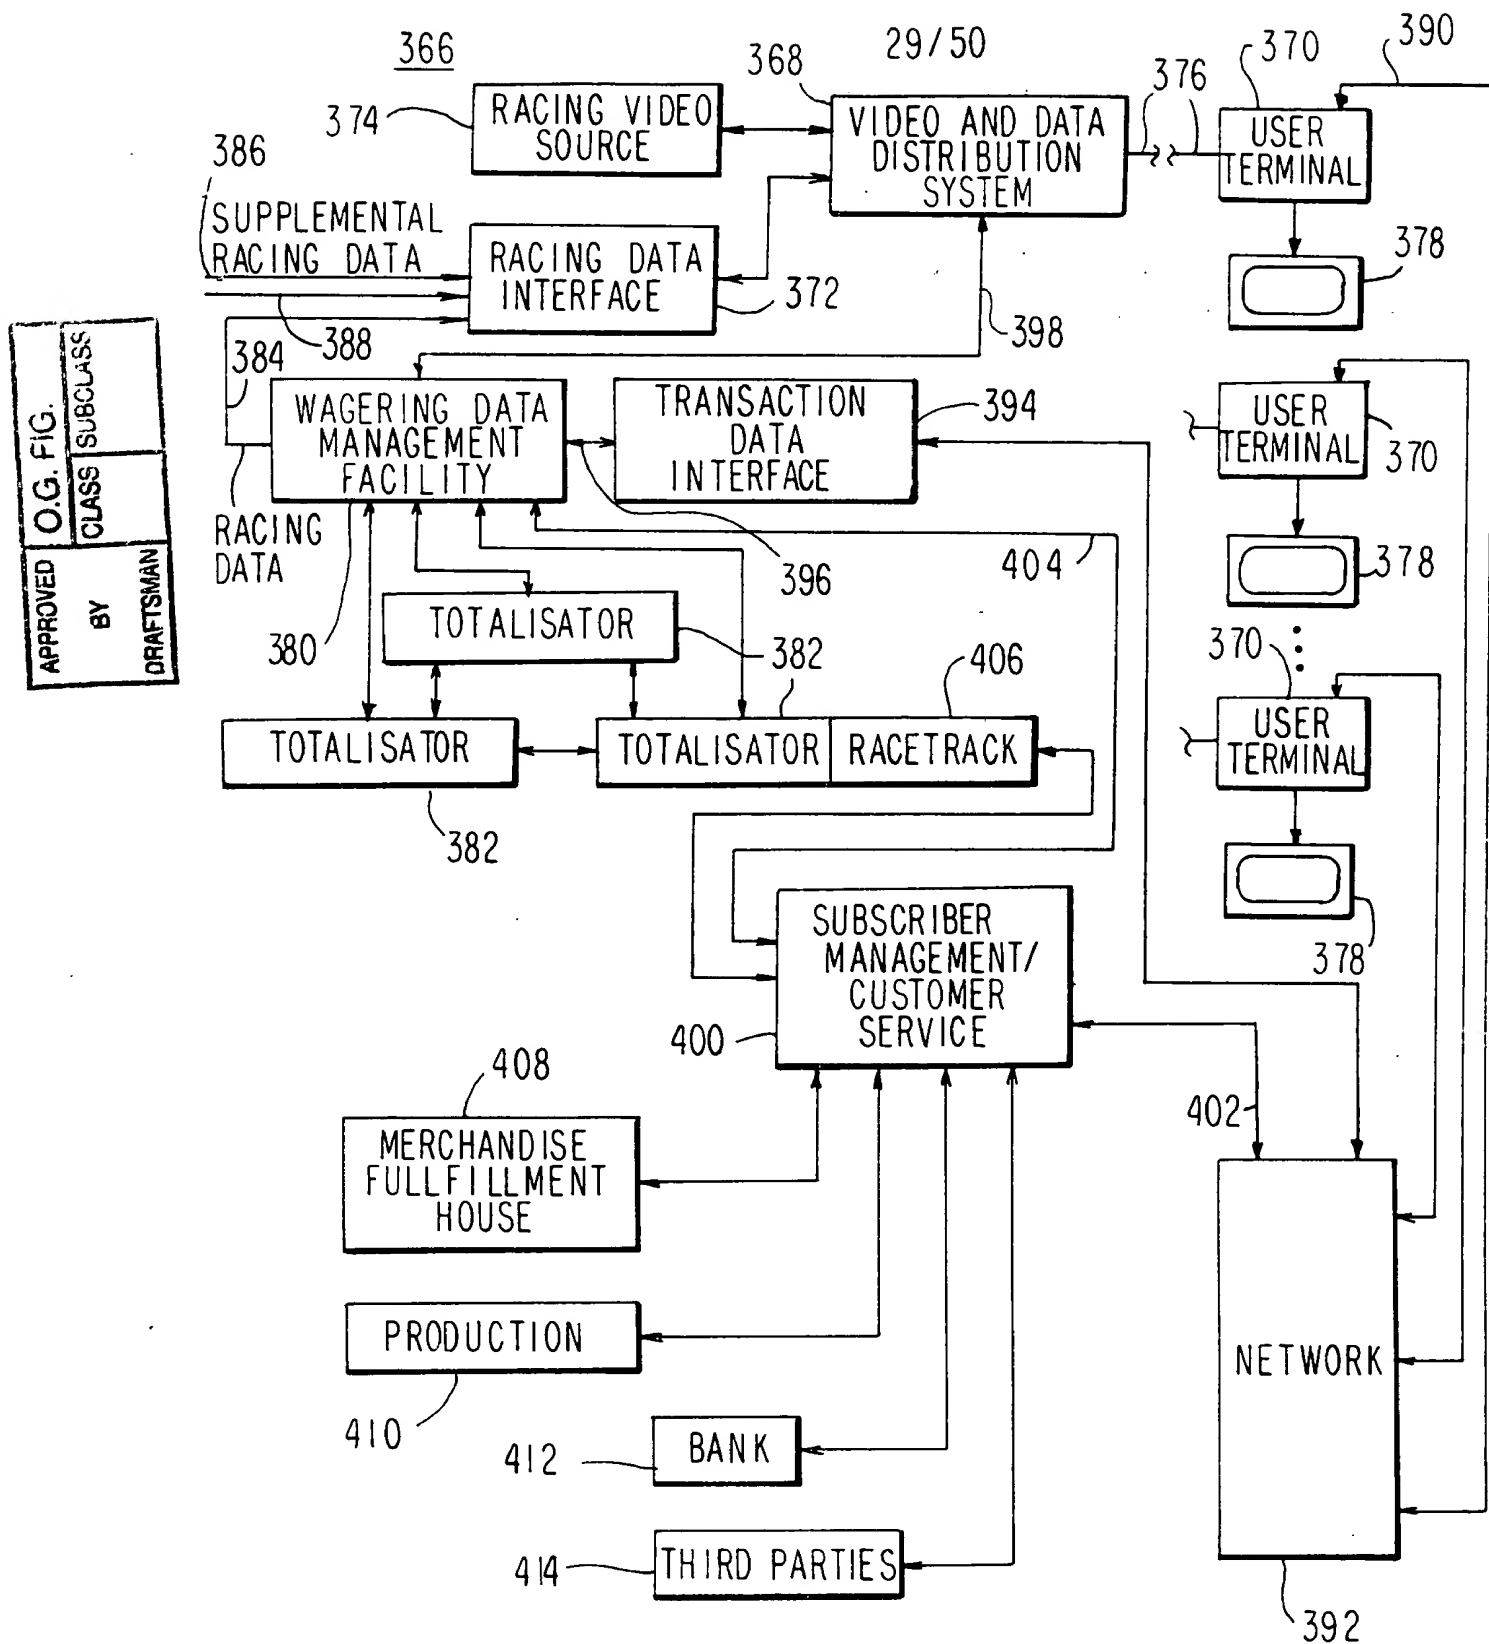 366
29/50
390
368
370
376
374
RACING VIDEO
SOURCE
VIDEO AND DATA
DISTRIBUTION
SYSTEM
USER
TERMINAL
386
SUPPLEMENTAL
RACING DATA
RACING DATA
INTERFACE
372
378
388
398
384
WAGERING DATA
MANAGEMENT
FACILITY
TRANSACTION
DATA
INTERFACE
394
USER
TERMINAL
370
RACING
DATA
396
404
378
380
TOTALISATOR
382
406
370
TOTALISATOR
TOTALISATOR
RACETRACK
USER
TERMINAL
382
378
SUBSCRIBER
MANAGEMENT/
CUSTOMER
SERVICE
400
402
408
MERCHANDISE
FULLFILLMENT
HOUSE
PRODUCTION
410
NETWORK
412
BANK
414
THIRD PARTIES
392
APPROVED
BY
DRAFTSMAN
O.G. FIG.
CLASS
SUBCLASS